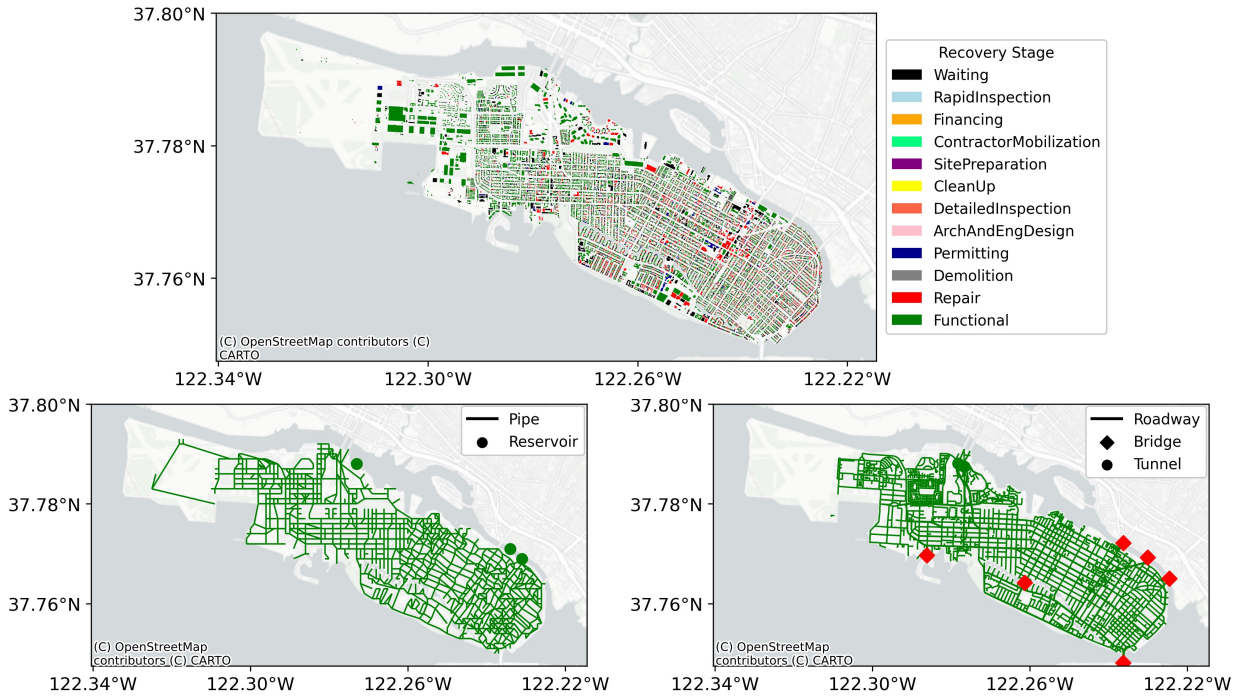 37.80°N
37.78°N
37.76°N
(C) OpenStreetMap contributors (C)
CARTO
122.34°W 122.30°W 122.26°W 122.22°W
Recovery Stage
Waiting
RapidInspection
Financing
ContractorMobilization
SitePreparation
CleanUp
DetailedInspection
ArchAndEngDesign
Permitting
Demolition
Repair
Functional
37.80°N
37.78°N
37.76°N
Pipe
Reservoir
(C) OpenStreetMap
contributors (C) CARTO
122.34°W 122.30°W 122.26°W 122.22°W
37.80°N
37.78°N
37.76°N
Roadway
Bridge
Tunnel
(C) OpenStreetMap
contributors (C) CARTO
122.34°W 122.30°W 122.26°W 122.22°W